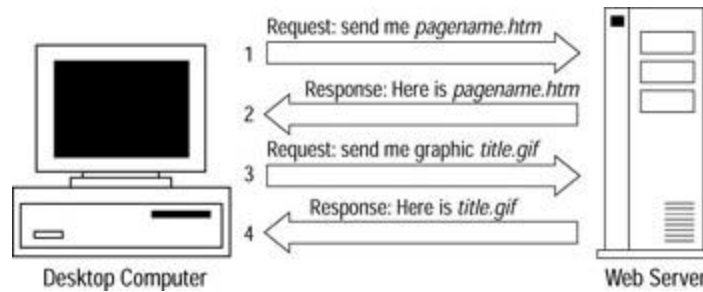 Request: send me pagename.htm
1
Response: Here is pagename.htm
2
Request: send me graphic title.gif
3
Response: Here is title.gif
4
Desktop Computer
Web Server